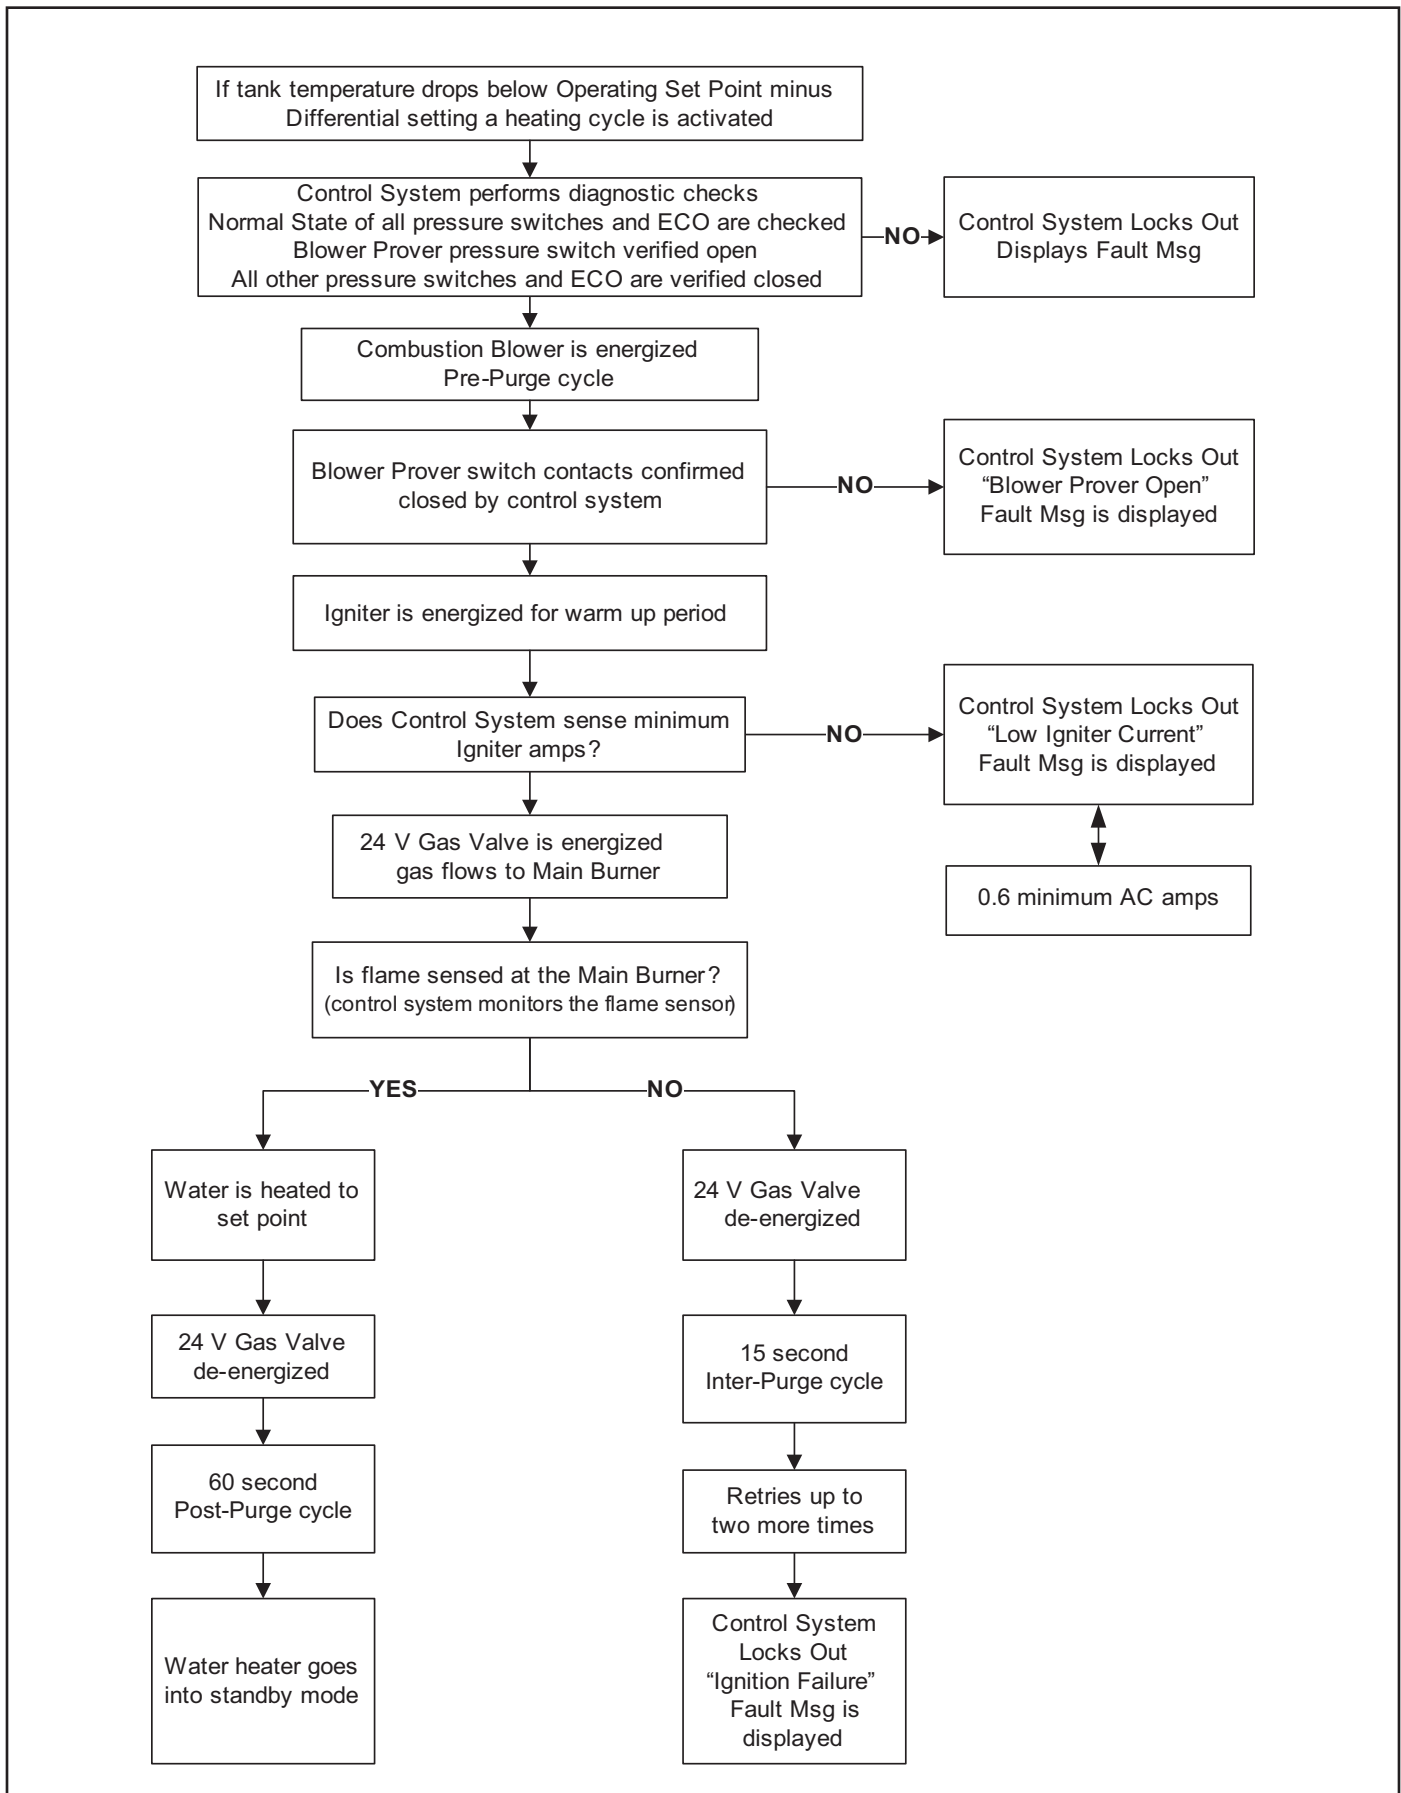 If tank temperature drops below Operating Set Point minus
Differential setting a heating cycle is activated
Control System performs diagnostic checks
Normal State of all pressure switches and ECO are checked
Blower Prover pressure switch verified open
All other pressure switches and ECO are verified closed
NO
Control System Locks Out
Displays Fault Msg
Combustion Blower is energized
Pre-Purge cycle
Blower Prover switch contacts confirmed
closed by control system
NO
Control System Locks Out
“Blower Prover Open”
Fault Msg is displayed
Igniter is energized for warm up period
Does Control System sense minimum
Igniter amps?
NO
Control System Locks Out
“Low Igniter Current”
Fault Msg is displayed
0.6 minimum AC amps
24 V Gas Valve is energized
gas flows to Main Burner
Is flame sensed at the Main Burner?
(control system monitors the flame sensor)
YES
NO
Water is heated to
set point
24 V Gas Valve
de-energized
60 second
Post-Purge cycle
Water heater goes
into standby mode
24 V Gas Valve
de-energized
15 second
Inter-Purge cycle
Retries up to
two more times
Control System
Locks Out
“Ignition Failure”
Fault Msg is
displayed